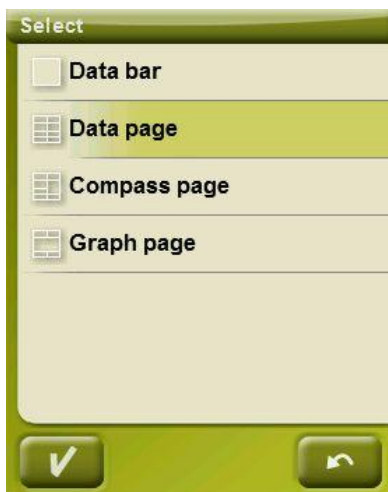 Select
Data bar
Data page
Compass page
Graph page